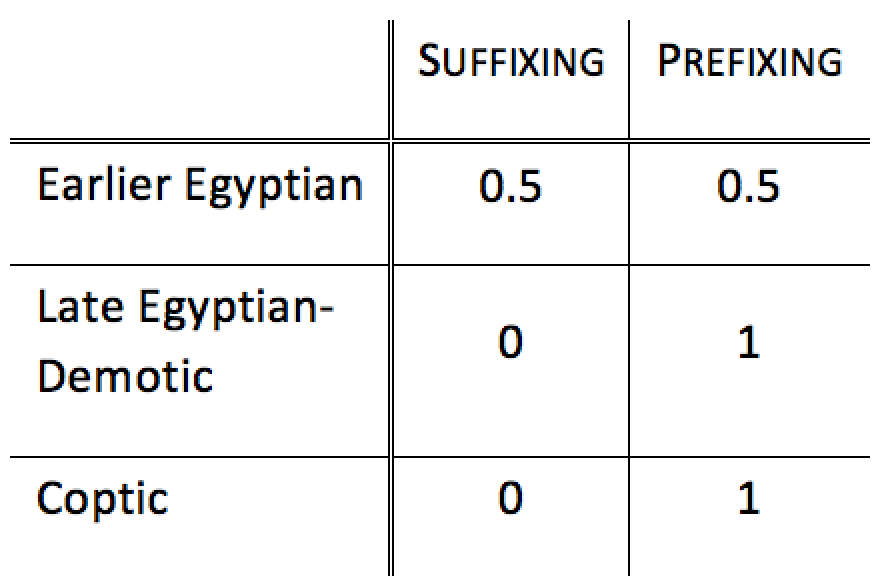 SUFFIXING PREFIXING
Earlier Egyptian 0.5 0.5
Late Egyptian-
Demotic 0 1
Coptic 0 1